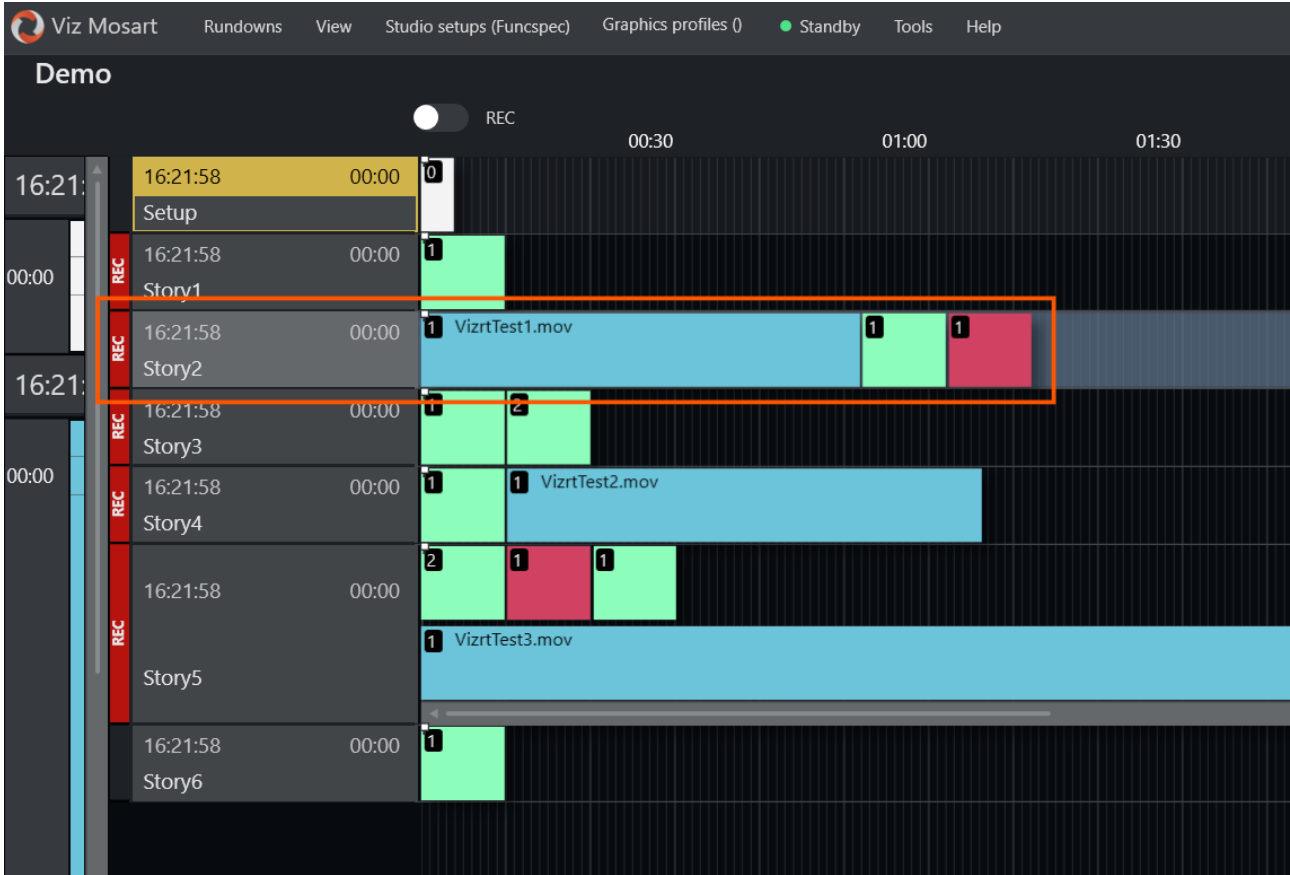 Viz Mosart Rundowns View Studio setups (Funcspec) Graphics profiles () Standby Tools Help
Demo
REC
00:30 01:00 01:30
16:21:
00:00
16:21:
00:00
16:21:58 00:00 0
Setup
REC
16:21:58 00:00 1
Story1
REC
16:21:58 00:00 1 VizrtTest1.mov 1 1
Story2
REC
16:21:58 00:00 1 2
Story3
REC
16:21:58 00:00 1 1 VizrtTest2.mov
Story4
REC
2 1 1
16:21:58 00:00
1 VizrtTest3.mov
Story5
16:21:58 00:00 1
Story6